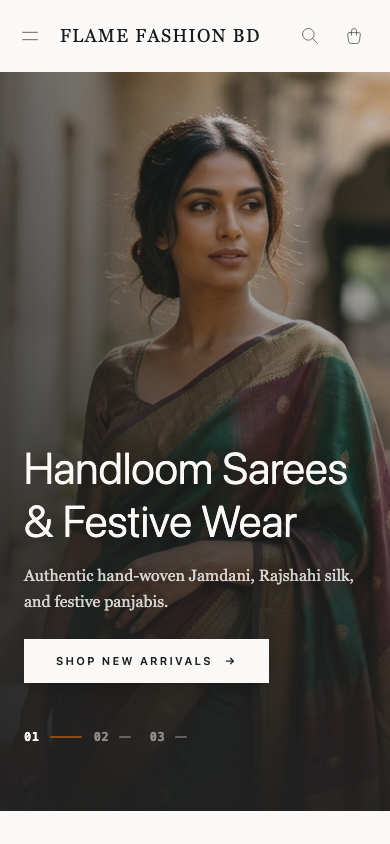 FLAME FASHION BD
Handloom Sarees
& Festive Wear
Authentic hand-woven Jamdani, Rajshahi silk,
and festive panjabis.
SHOP NEW ARRIVALS →
01 02 03